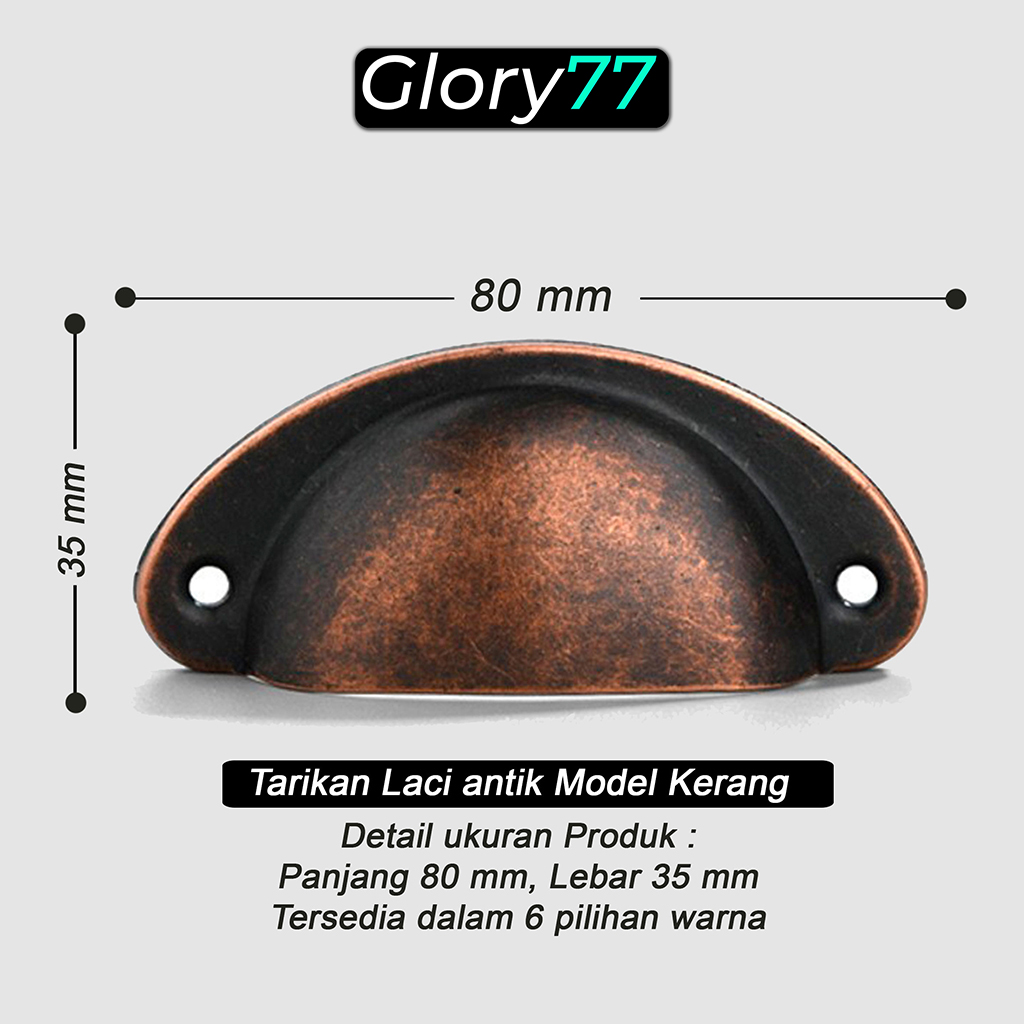 Glory77
80 mm
35 mm
Tarikan Laci antik Model Kerang
Detail ukuran Produk :
Panjang 80 mm, Lebar 35 mm
Tersedia dalam 6 pilihan warna